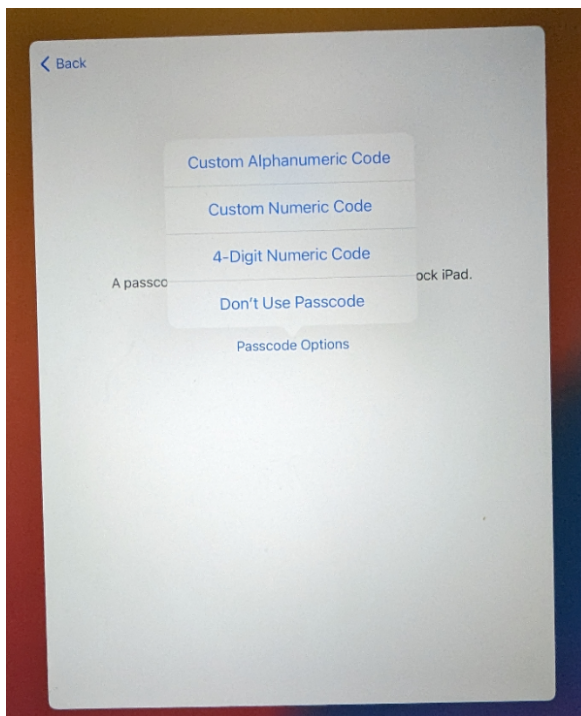 Back
Custom Alphanumeric Code
Custom Numeric Code
4-Digit Numeric Code
A passco ock iPad.
Don't Use Passcode
Passcode Options